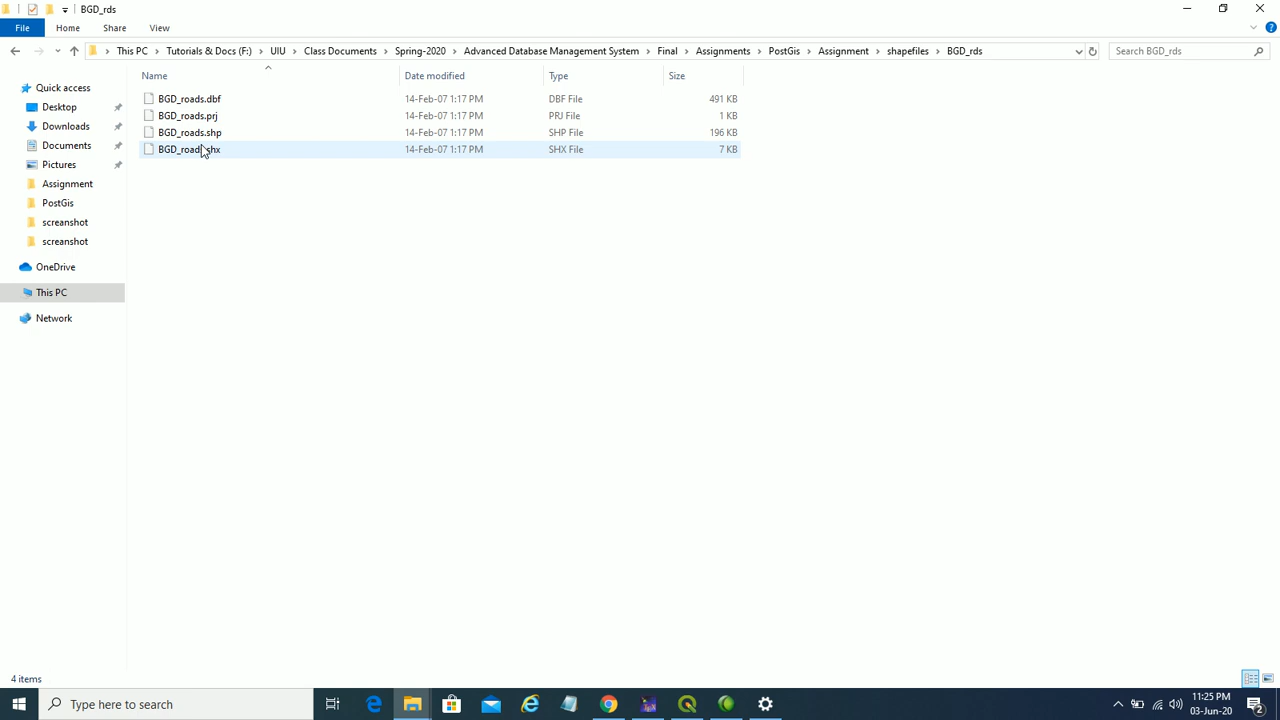 BGD_rds
File Home Share View
This PC Tutorials & Docs (F:) UIU Class Documents Spring-2020 Advanced Database Management System Final Assignments PostGis Assignment shapefiles BGD_rds Search BGD_rds
Name Date modified Type Size
Quick access
Desktop
Downloads
Documents
Pictures
Assignment
PostGis
screanshot
screanshot
OneDrive
This PC
Network
BGD_roads.dbf 14-Feb-07 1:17 PM DBF File 491 KB
BGD_roads.prj 14-Feb-07 1:17 PM PRJ File 1 KB
BGD_roads.shp 14-Feb-07 1:17 PM SHP File 196 KB
BGD_roads.shx 14-Feb-07 1:17 PM SHX File 7 KB
4 items
Type here to search
11:25 PM
03-Jun-20
2